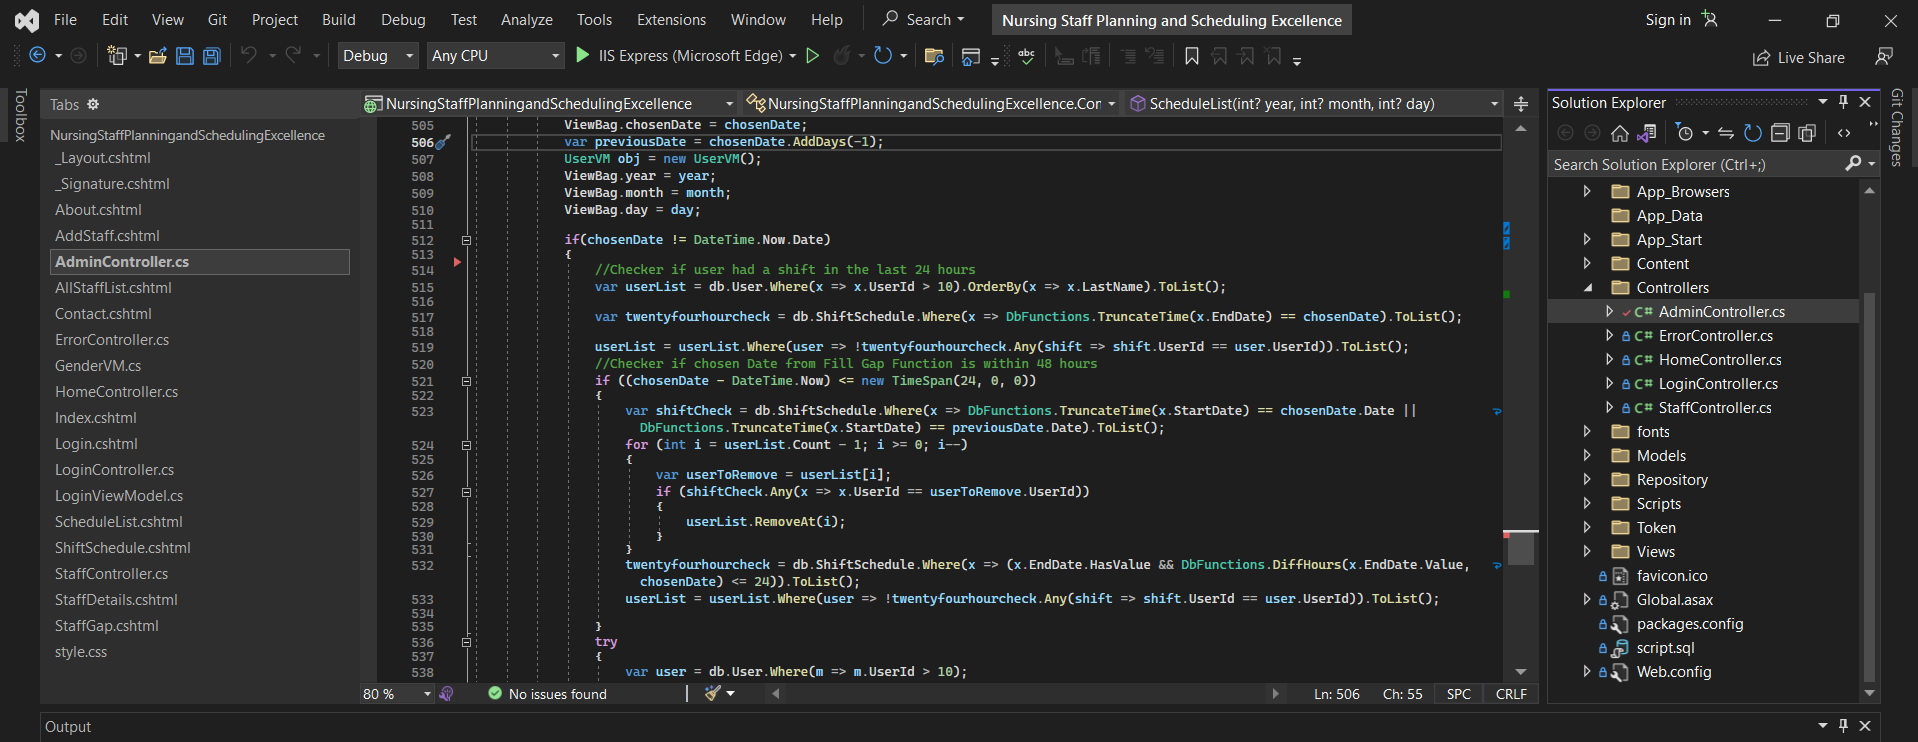 File Edit View Git Project Build Debug Test Analyze Tools Extensions Window Help Search Nursing Staff Planning and Scheduling Excellence Sign in
Debug Any CPU IIS Express (Microsoft Edge) abc Live Share
Toolbox
Tabs
NursingStaffPlanningandSchedulingExcellence
_Layout.cshtml
_Signature.cshtml
About.cshtml
AddStaff.cshtml
AdminController.cs
AllStaffList.cshtml
Contact.cshtml
ErrorController.cs
GenderVM.cs
HomeController.cs
Index.cshtml
Login.cshtml
LoginController.cs
LoginViewModel.cs
ScheduleList.cshtml
ShiftSchedule.cshtml
StaffController.cs
StaffDetails.cshtml
StaffGap.cshtml
style.css
NursingStaffPlanningandSchedulingExcellence NursingStaffPlanningandSchedulingExcellence.Con ScheduleList(int? year, int? month, int? day)
505 ViewBag.chosenDate = chosenDate;
506 var previousDate = chosenDate.AddDays(-1);
507 UserVM obj = new UserVM();
508 ViewBag.year = year;
509 ViewBag.month = month;
510 ViewBag.day = day;
511
512 if(chosenDate != DateTime.Now.Date)
513 {
514 //Checker if user had a shift in the last 24 hours
515 var userList = db.User.Where(x => x.UserId > 10).OrderBy(x => x.LastName).ToList();
516
517 var twentyfourhourcheck = db.ShiftSchedule.Where(x => DbFunctions.TruncateTime(x.EndDate) == chosenDate).ToList();
518
519 userList = userList.Where(user => !twentyfourhourcheck.Any(shift => shift.UserId == user.UserId)).ToList();
520 //Checker if chosen Date from Fill Gap Function is within 48 hours
521 if ((chosenDate - DateTime.Now) <= new TimeSpan(24, 0, 0))
522 {
523 var shiftCheck = db.ShiftSchedule.Where(x => DbFunctions.TruncateTime(x.StartDate) == chosenDate.Date ||
DbFunctions.TruncateTime(x.StartDate) == previousDate.Date).ToList();
524 for (int i = userList.Count - 1; i >= 0; i--)
525 {
526 var userToRemove = userList[i];
527 if (shiftCheck.Any(x => x.UserId == userToRemove.UserId))
528 {
529 userList.RemoveAt(i);
530 }
531 }
532 twentyfourhourcheck = db.ShiftSchedule.Where(x => (x.EndDate.HasValue && DbFunctions.DiffHours(x.EndDate.Value,
chosenDate) <= 24)).ToList();
533 userList = userList.Where(user => !twentyfourhourcheck.Any(shift => shift.UserId == user.UserId)).ToList();
534
535 }
536 try
537 {
538 var user = db.User.Where(m => m.UserId > 10);
80 % No issues found Ln: 506 Ch: 55 SPC CRLF
Solution Explorer
Search Solution Explorer (Ctrl+;)
App_Browsers
App_Data
App_Start
Content
Controllers
C# AdminController.cs
C# ErrorController.cs
C# HomeController.cs
C# LoginController.cs
C# StaffController.cs
fonts
Models
Repository
Scripts
Token
Views
favicon.ico
Global.asax
packages.config
script.sql
Web.config
Git Changes
Output